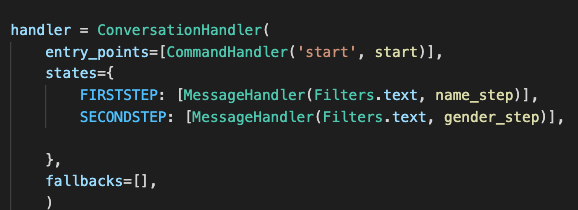 handler = ConversationHandler(
    entry_points=[CommandHandler('start', start)],
    states={
        FIRSTSTEP: [MessageHandler(Filters.text, name_step)],
        SECONDSTEP: [MessageHandler(Filters.text, gender_step)],
    },
    fallbacks=[],
    )